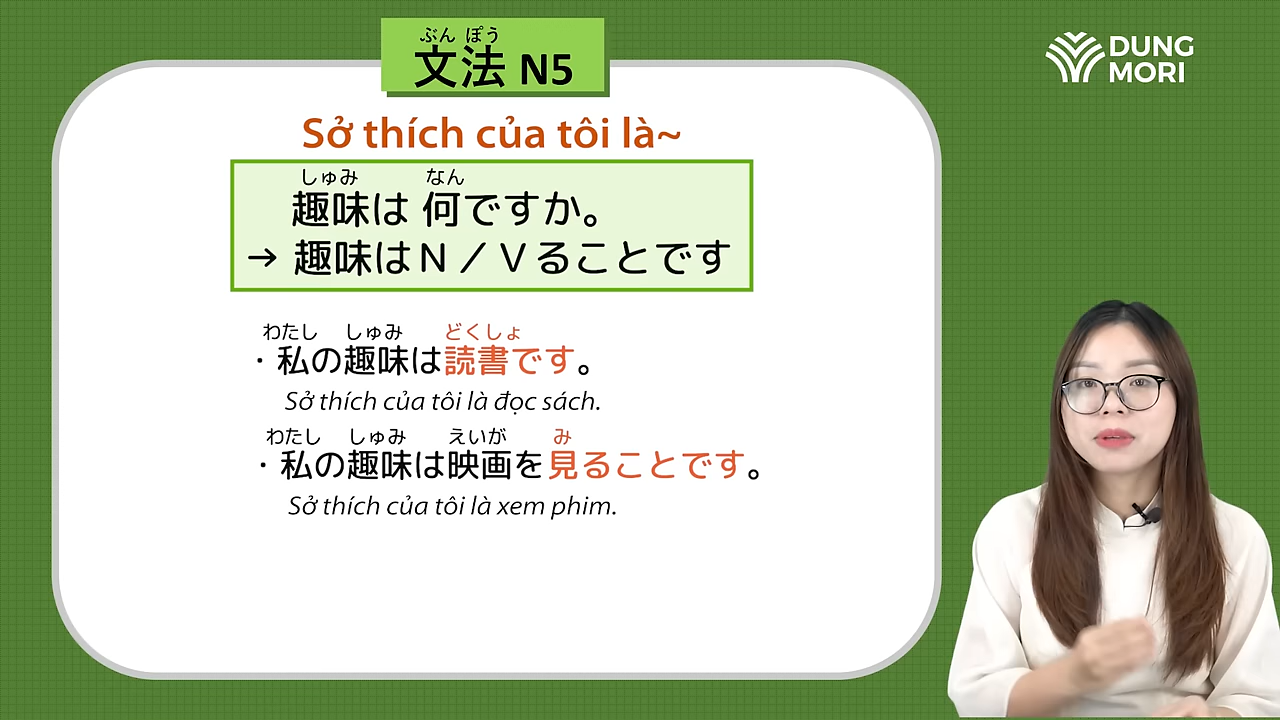 ぶん ぽう
文法 N5
DUNG
MORI
Sở thích của tôi là~
しゅみ なん
趣味は 何ですか。
→ 趣味はN／Vることです
わたし しゅみ どくしょ
・私の趣味は読書です。
Sở thích của tôi là đọc sách.
わたし しゅみ えいが み
・私の趣味は映画を見ることです。
Sở thích của tôi là xem phim.